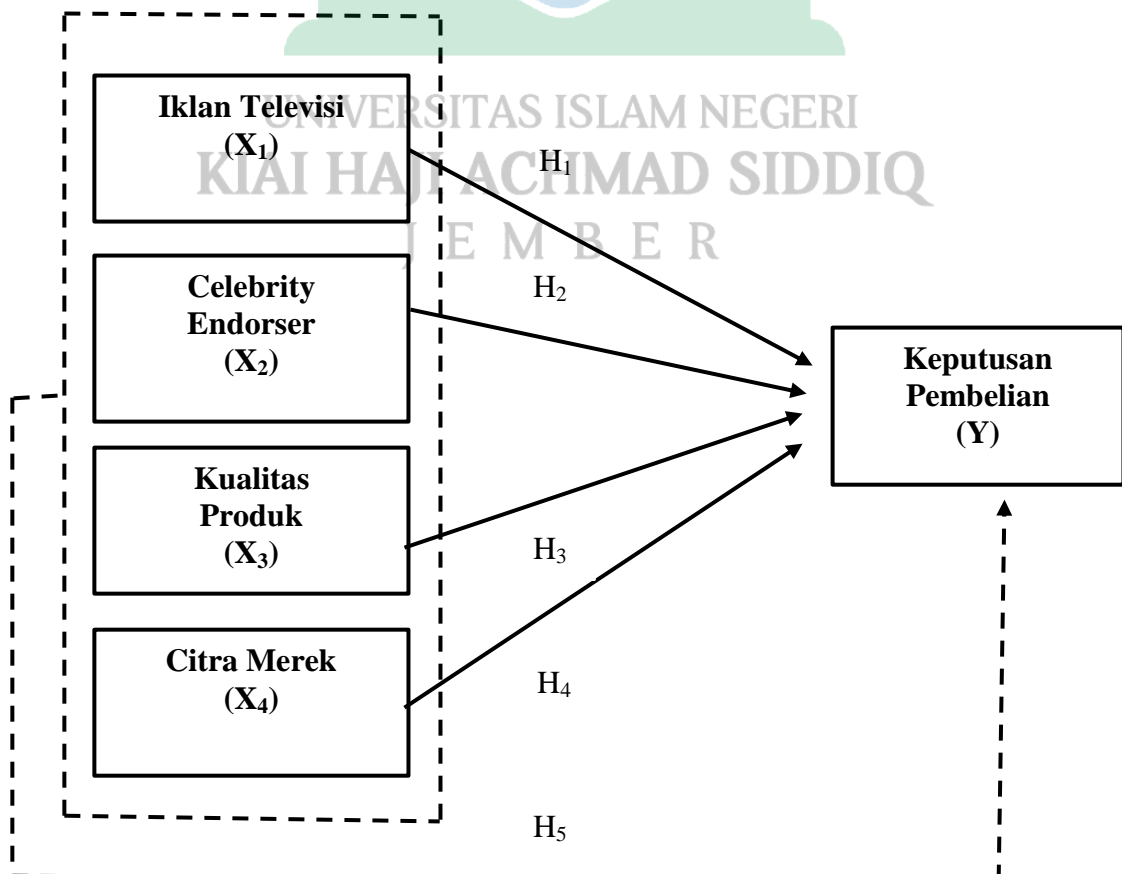 UNIVERSITAS ISLAM NEGERI
KIAI HAJI ACHMAD SIDDIQ
JEMBER
Iklan Televisi
(X₁)
H₁
Celebrity
Endorser
(X₂)
H₂
Keputusan
Pembelian
(Y)
Kualitas
Produk
(X₃)
H₃
Citra Merek
(X₄)
H₄
H₅